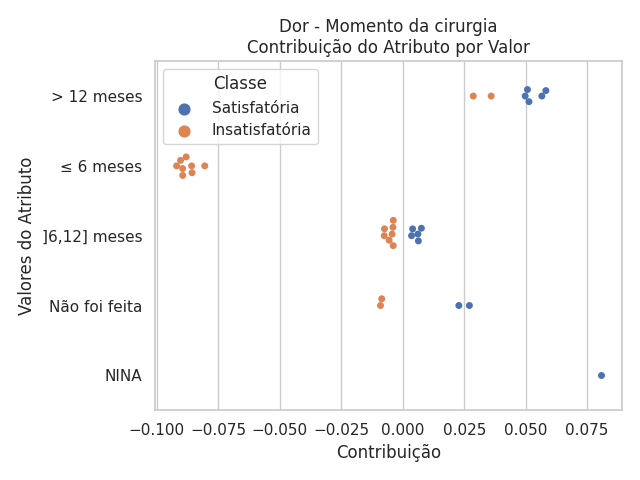 Dor - Momento da cirurgia
Contribuição do Atributo por Valor
Classe
Satisfatória
Insatisfatória
Valores do Atributo
> 12 meses
≤ 6 meses
]6,12] meses
Não foi feita
NINA
−0.100 −0.075 −0.050 −0.025 0.000 0.025 0.050 0.075
Contribuição